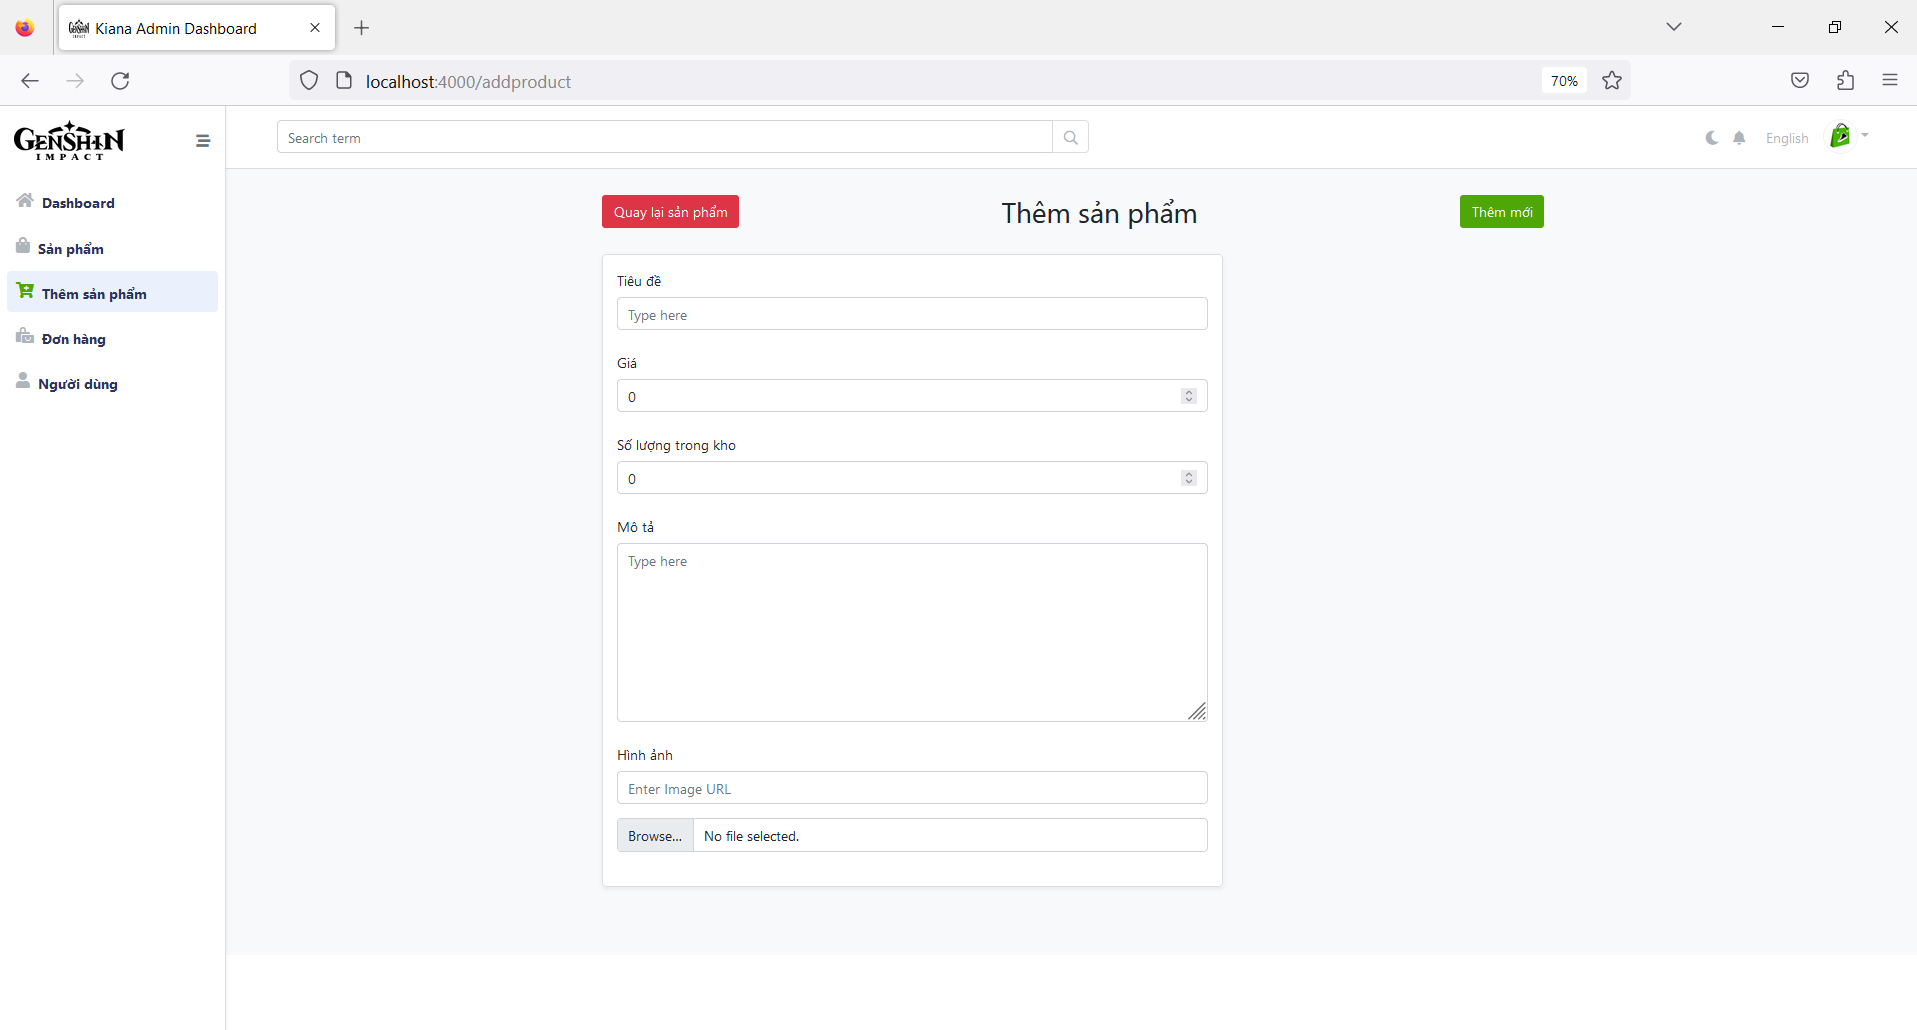 Kiana Admin Dashboard
localhost:4000/addproduct
70%
GENSHIN
IMPACT
Search term
English
Dashboard
Sản phẩm
Thêm sản phẩm
Đơn hàng
Người dùng
Quay lại sản phẩm
Thêm sản phẩm
Thêm mới
Tiêu đề
Type here
Giá
0
Số lượng trong kho
0
Mô tả
Type here
Hình ảnh
Enter Image URL
Browse...
No file selected.